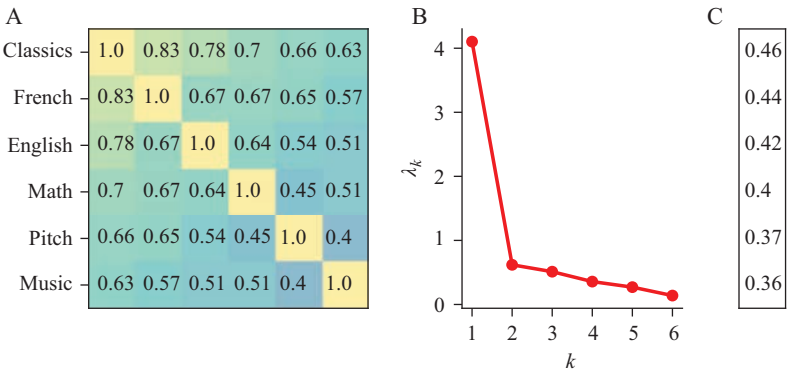 A
Classics 1.0 0.83 0.78 0.7 0.66 0.63
French 0.83 1.0 0.67 0.67 0.65 0.57
English 0.78 0.67 1.0 0.64 0.54 0.51
Math 0.7 0.67 0.64 1.0 0.45 0.51
Pitch 0.66 0.65 0.54 0.45 1.0 0.4
Music 0.63 0.57 0.51 0.51 0.4 1.0
B
4
3
2
1
0
λk
1 2 3 4 5 6
k
C
0.46
0.44
0.42
0.4
0.37
0.36